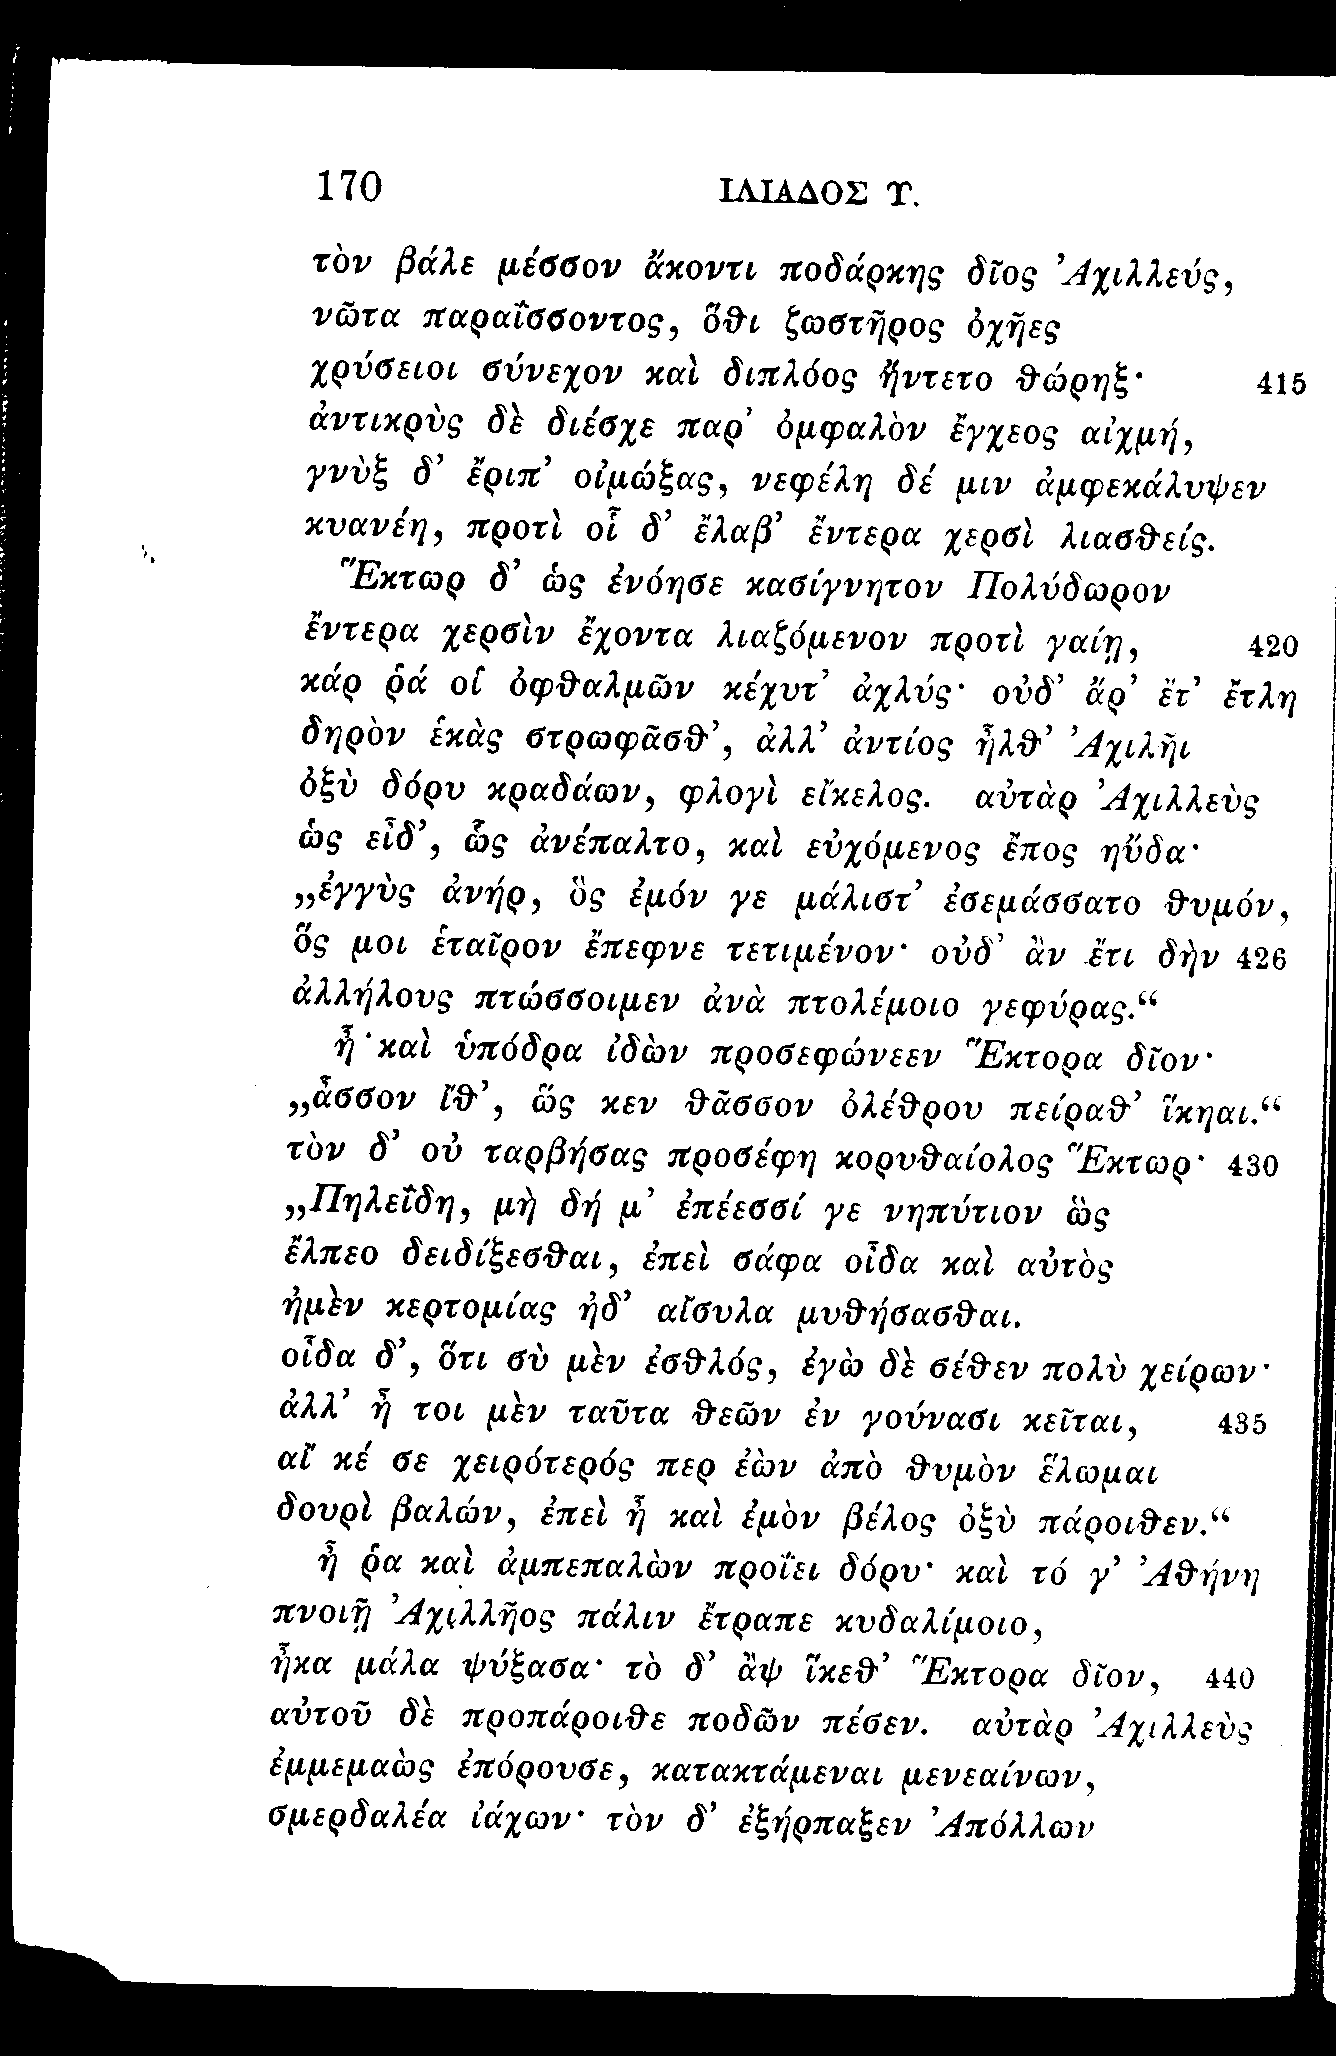 170 ΙΛΙΑΔΟΣ Υ.
τὸν βάλε μέσσον ἄκοντι ποδάρκης δῖος Ἀχιλλεύς,
νῶτα παραΐσσοντος, ὅθι ζωστῆρος ὀχῆες
χρύσειοι σύνεχον καὶ διπλόος ἤντετο θώρηξ· 415
ἀντικρὺς δὲ διέσχε παρ’ ὀμφαλὸν ἔγχεος αἰχμή,
γνὺξ δ’ ἔριπ’ οἰμώξας, νεφέλη δέ μιν ἀμφεκάλυψεν
κυανέη, προτὶ οἷ δ’ ἔλαβ’ ἔντερα χερσὶ λιασθείς.
Ἕκτωρ δ’ ὡς ἐνόησε κασίγνητον Πολύδωρον
ἔντερα χερσὶν ἔχοντα λιαζόμενον προτὶ γαίῃ, 420
κάρ ῥά οἱ ὀφθαλμῶν κέχυτ’ ἀχλύς· οὐδ’ ἄρ’ ἔτ’ ἔτλη
δηρὸν ἑκὰς στρωφᾶσθ’, ἀλλ’ ἀντίος ἦλθ’ Ἀχιλῆι
ὀξὺ δόρυ κραδάων, φλογὶ εἴκελος. αὐτὰρ Ἀχιλλεὺς
ὡς εἶδ’, ὣς ἀνέπαλτο, καὶ εὐχόμενος ἔπος ηὔδα·
„ἐγγὺς ἀνήρ, ὃς ἐμόν γε μάλιστ’ ἐσεμάσσατο θυμόν,
ὅς μοι ἑταῖρον ἔπεφνε τετιμένον· οὐδ’ ἂν ἔτι δὴν 426
ἀλλήλους πτώσσοιμεν ἀνὰ πτολέμοιο γεφύρας.“
ἦ καὶ ὑπόδρα ἰδὼν προσεφώνεεν Ἕκτορα δῖον·
„ἆσσον ἴθ’, ὥς κεν θᾶσσον ὀλέθρου πείραθ’ ἵκηαι.“
τὸν δ’ οὐ ταρβήσας προσέφη κορυθαίολος Ἕκτωρ· 430
„Πηλεΐδη, μὴ δή μ’ ἐπέεσσί γε νηπύτιον ὣς
ἔλπεο δειδίξεσθαι, ἐπεὶ σάφα οἶδα καὶ αὐτὸς
ἠμὲν κερτομίας ἠδ’ αἴσυλα μυθήσασθαι.
οἶδα δ’, ὅτι σὺ μὲν ἐσθλός, ἐγὼ δὲ σέθεν πολὺ χείρων·
ἀλλ’ ἦ τοι μὲν ταῦτα θεῶν ἐν γούνασι κεῖται, 435
αἴ κέ σε χειρότερός περ ἐὼν ἀπὸ θυμὸν ἕλωμαι
δουρὶ βαλών, ἐπεὶ ἦ καὶ ἐμὸν βέλος ὀξὺ πάροιθεν.“
ἦ ῥα καὶ ἀμπεπαλὼν προΐει δόρυ· καὶ τό γ’ Ἀθήνη
πνοιῇ Ἀχιλλῆος πάλιν ἔτραπε κυδαλίμοιο,
ἦκα μάλα ψύξασα· τὸ δ’ ἂψ ἵκεθ’ Ἕκτορα δῖον, 440
αὐτοῦ δὲ προπάροιθε ποδῶν πέσεν. αὐτὰρ Ἀχιλλεὺς
ἐμμεμαὼς ἐπόρουσε, κατακτάμεναι μενεαίνων,
σμερδαλέα ἰάχων· τὸν δ’ ἐξήρπαξεν Ἀπόλλων